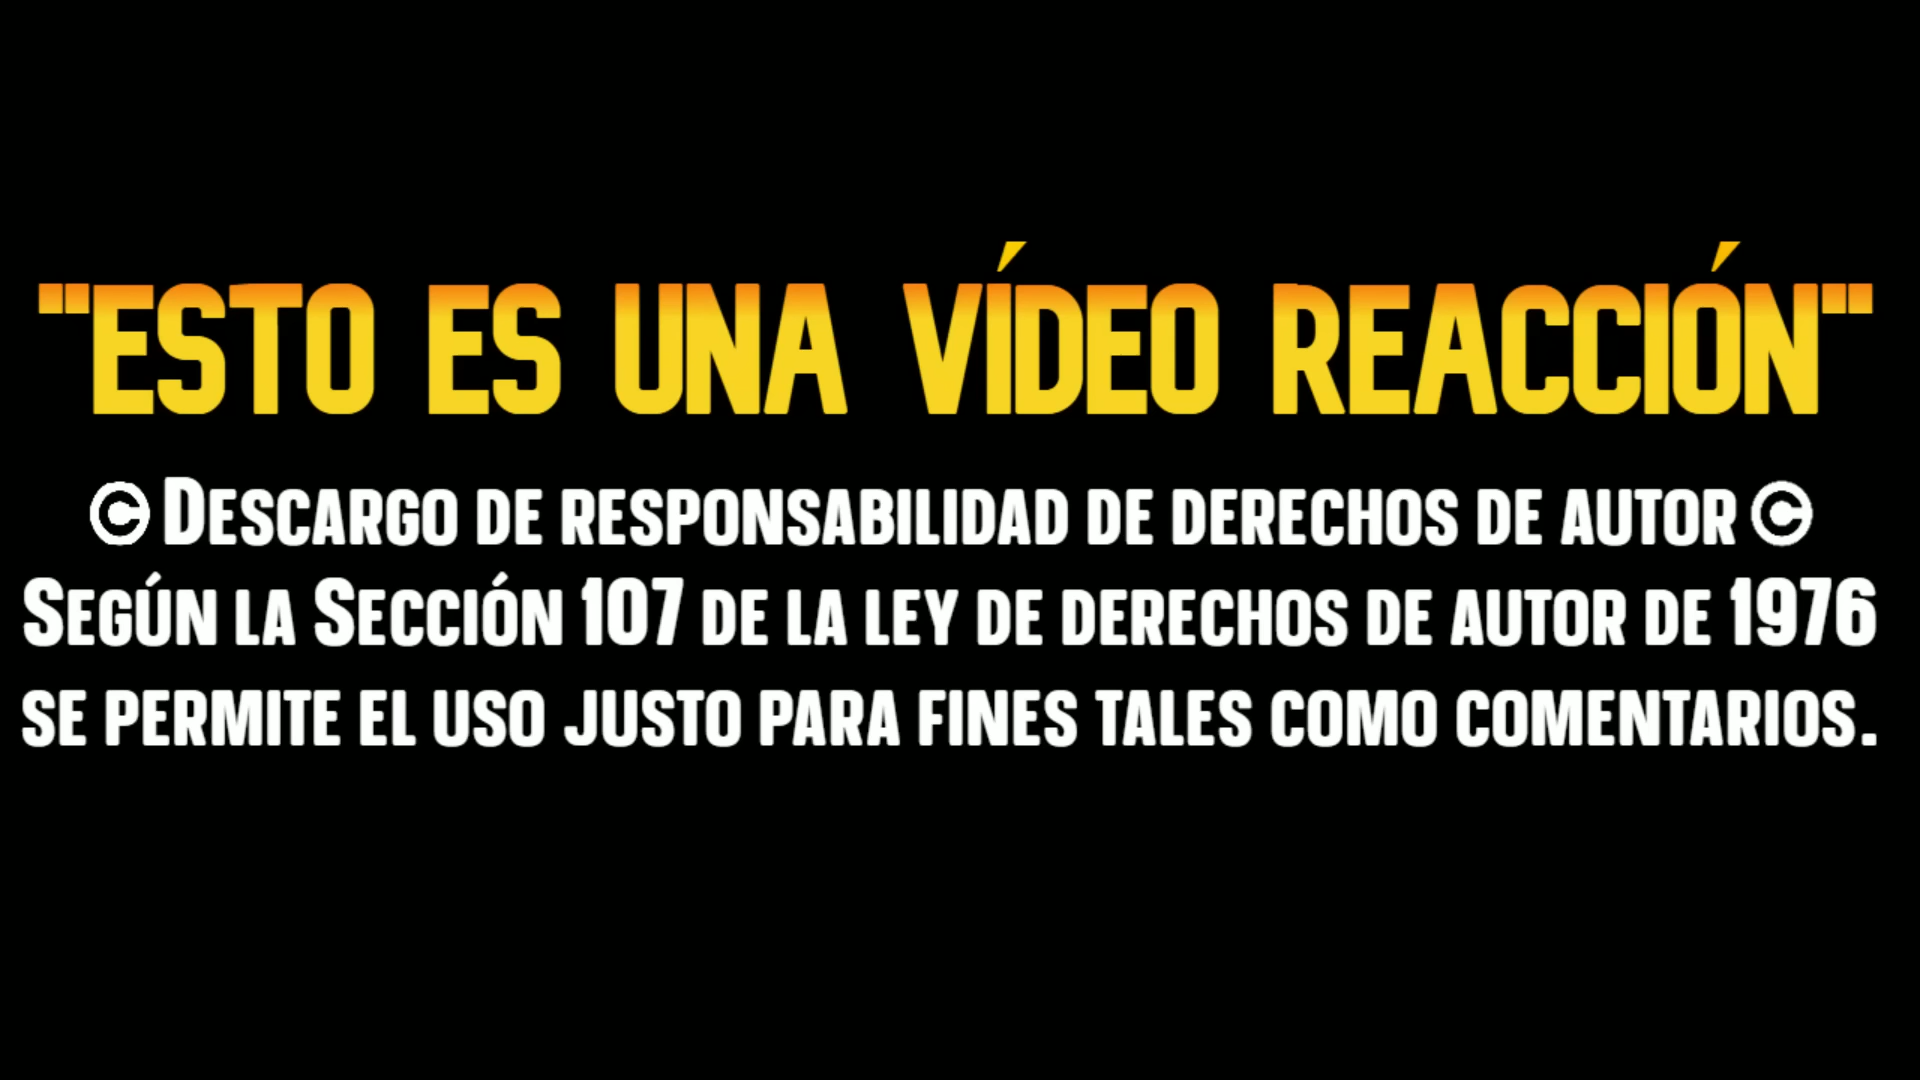 "ESTO ES UNA VÍDEO REACCIÓN"
© DESCARGO DE RESPONSABILIDAD DE DERECHOS DE AUTOR ©
SEGÚN LA SECCIÓN 107 DE LA LEY DE DERECHOS DE AUTOR DE 1976
SE PERMITE EL USO JUSTO PARA FINES TALES COMO COMENTARIOS.